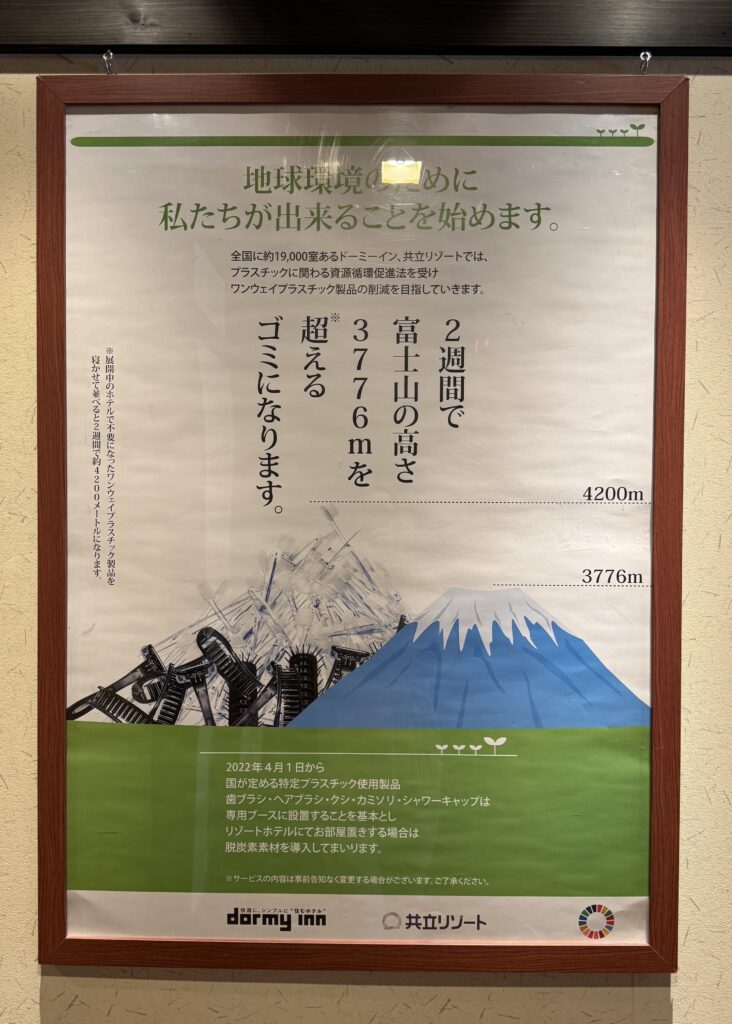 地球環境のために
私たちが出来ることを始めます。
全国に約19,000室あるドーミーイン、共立リゾートでは、
プラスチックに関わる資源循環促進法を受け
ワンウェイプラスチック製品の削減を目指していきます。
2週間で
富士山の高さ
3776mを
超える※
ゴミになります。
※展開中のホテルで不要になったワンウェイプラスチック製品を
寝かせて並べると2週間で約4200メートルになります。
4200m
3776m
2022年4月1日から
国が定める特定プラスチック使用製品
歯ブラシ・ヘアブラシ・クシ・カミソリ・シャワーキャップは
専用ブースに設置することを基本とし
リゾートホテルにてお部屋置きする場合は
脱炭素素材を導入してまいります。
※サービスの内容は事前告知なく変更する場合がございます。ご了承ください。
快適に、シンプルに"住むホテル"
dormy inn
共立リゾート